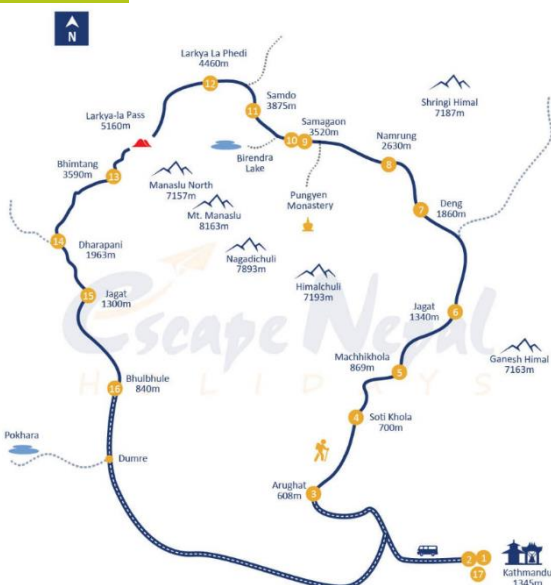 N
Larkya La Phedi
4460m
12
Samdo
3875m
11
Shringi Himal
7187m
Larkya-la Pass
5160m
10
9
Samagaon
3520m
Namrung
2630m
8
Birendra
Lake
Bhimtang
3590m
13
Manaslu North
7157m
Mt. Manaslu
8163m
Pungyen
Monastery
7
Deng
1860m
14
Dharapani
1963m
Nagadichuli
7893m
Himalchuli
7193m
15
Jagat
1300m
Jagat
1340m
6
Escape Nepal
HOLIDAYS
Ganesh Himal
7163m
Machhikhola
869m
5
16
Bhulbhule
840m
4
Soti Khola
700m
Pokhara
Dumre
Arughat
608m
3
2
1
17
Kathmandu
1345m